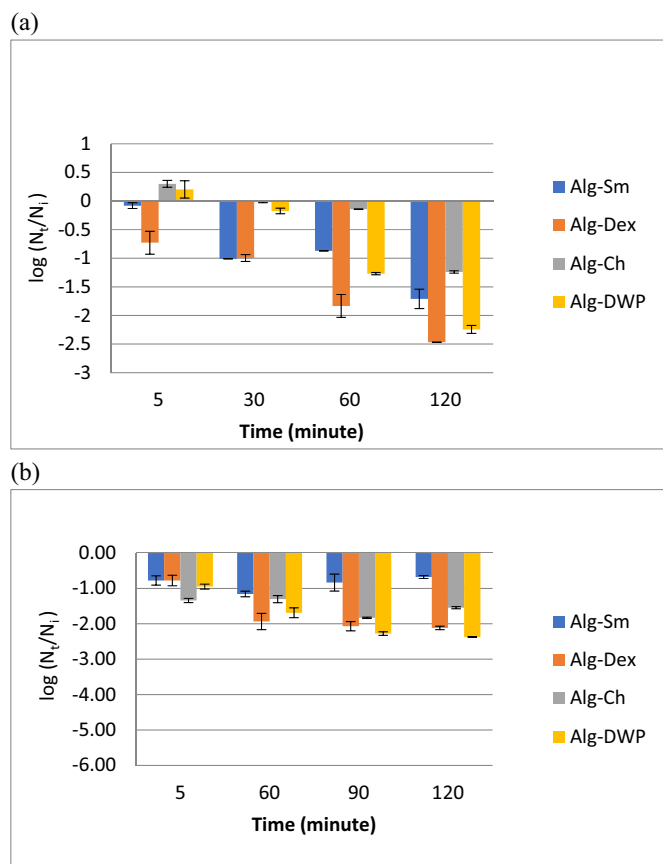 (a)
1
0.5
0
-0.5
-1
-1.5
-2
-2.5
-3
log (Nt/Ni)
5 30 60 120
Time (minute)
Alg-Sm
Alg-Dex
Alg-Ch
Alg-DWP
(b)
0.00
-1.00
-2.00
-3.00
-4.00
-5.00
-6.00
log (Nt/Ni)
5 60 90 120
Time (minute)
Alg-Sm
Alg-Dex
Alg-Ch
Alg-DWP